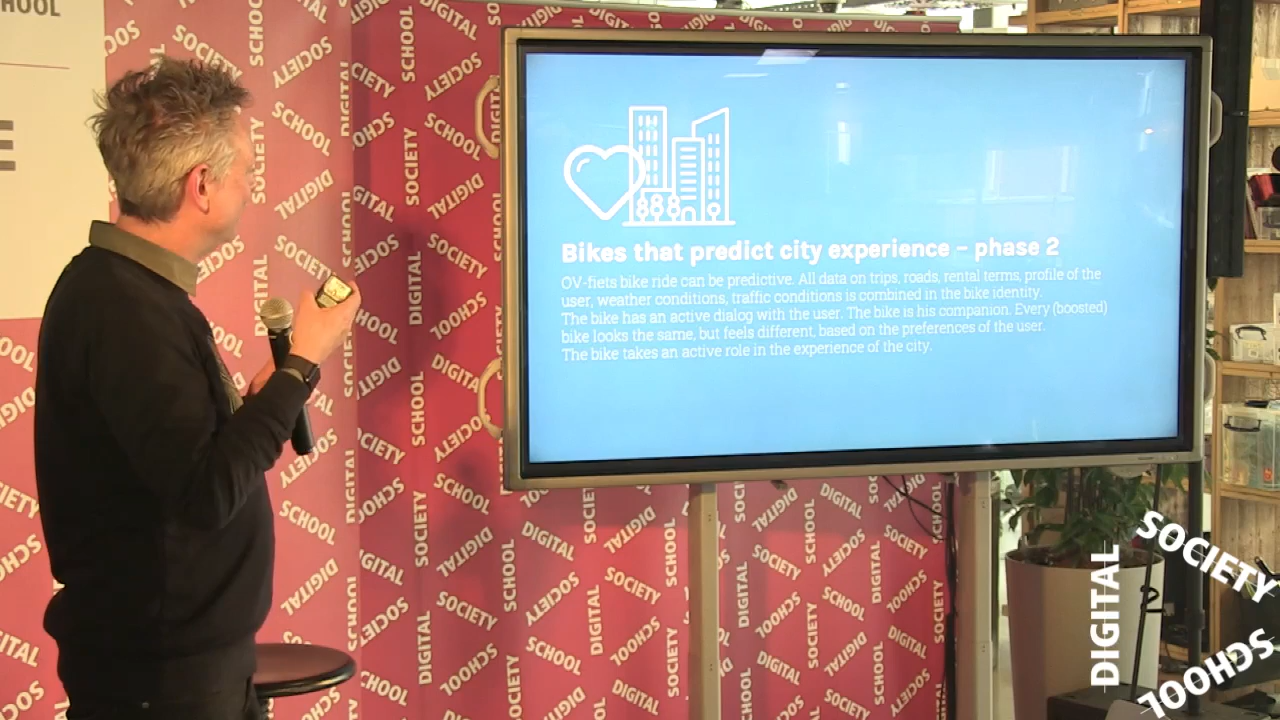 Bikes that predict city experience – phase 2
OV-fiets bike ride can be predictive. All data on trips, roads, rental terms, profile of the
user, weather conditions, traffic conditions is combined in the bike identity.
The bike has an active dialog with the user. The bike is his companion. Every (boosted)
bike looks the same, but feels different, based on the preferences of the user.
The bike takes an active role in the experience of the city.
DIGITAL
SOCIETY
SCHOOL